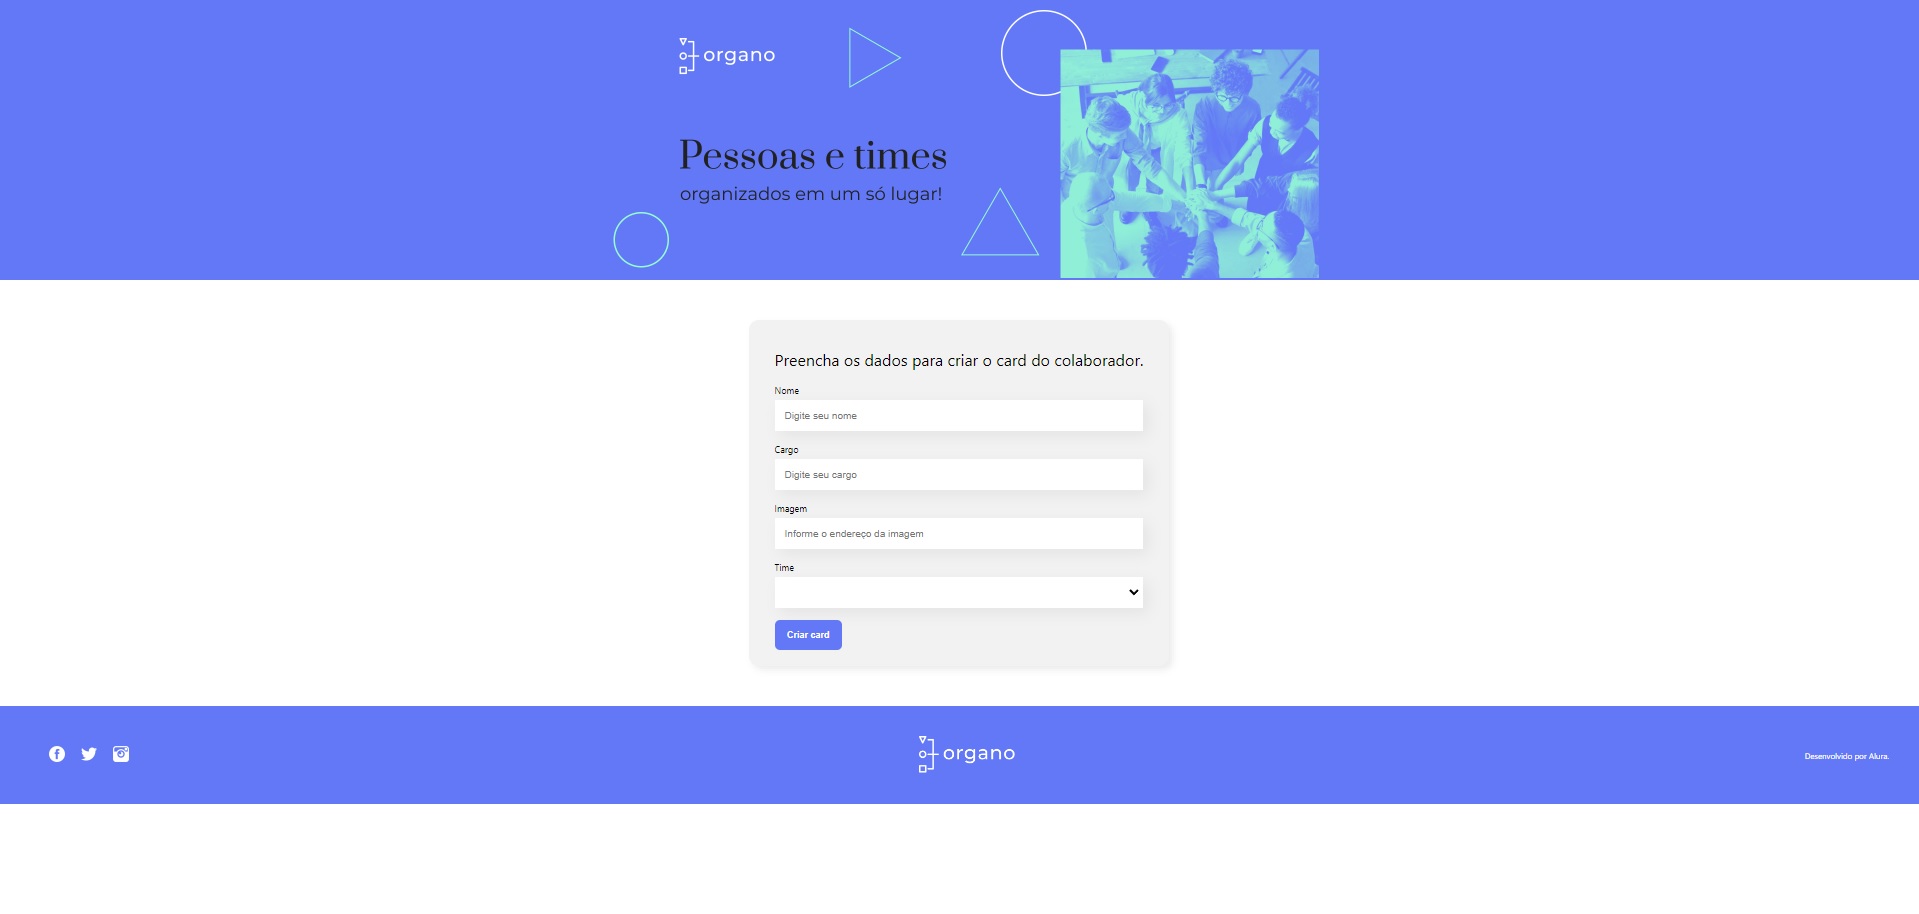 organo
Pessoas e times
organizados em um só lugar!
Preencha os dados para criar o card do colaborador.
Nome
Digite seu nome
Cargo
Digite seu cargo
Imagem
Informe o endereço da imagem
Time
Criar card
organo
Desenvolvido por Alura.